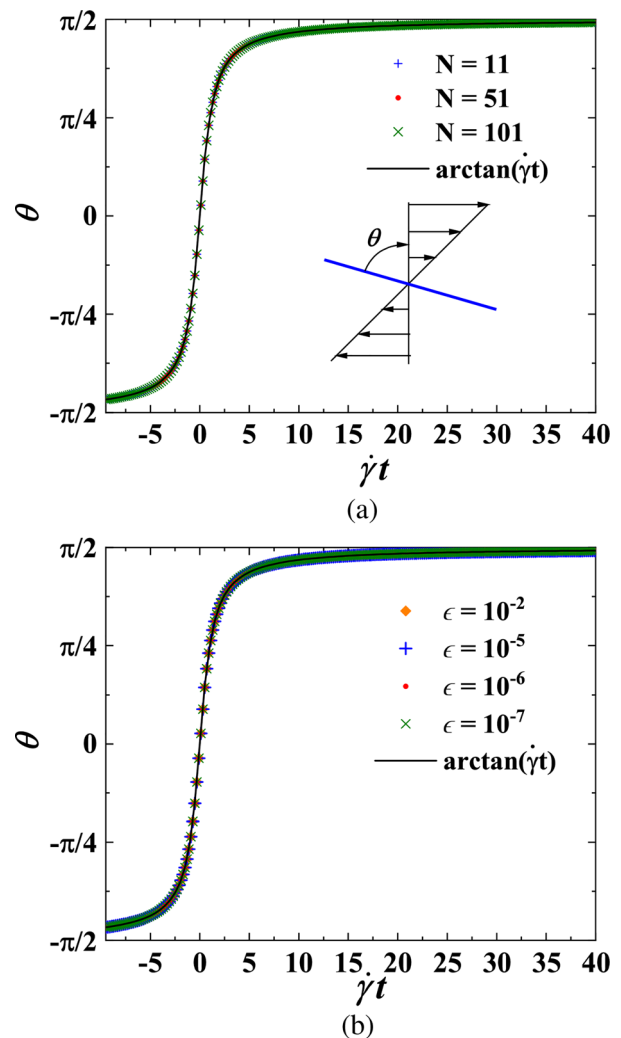 π/2
N = 11
N = 51
π/4
N = 101
arctan(γ̇t)
θ
0
θ
-π/4
-π/2
-5 0 5 10 15 20 25 30 35 40
γ̇ t
(a)
π/2
ϵ = 10⁻²
π/4
ϵ = 10⁻⁵
ϵ = 10⁻⁶
ϵ = 10⁻⁷
θ
0
arctan(γ̇t)
-π/4
-π/2
-5 0 5 10 15 20 25 30 35 40
γ̇ t
(b)